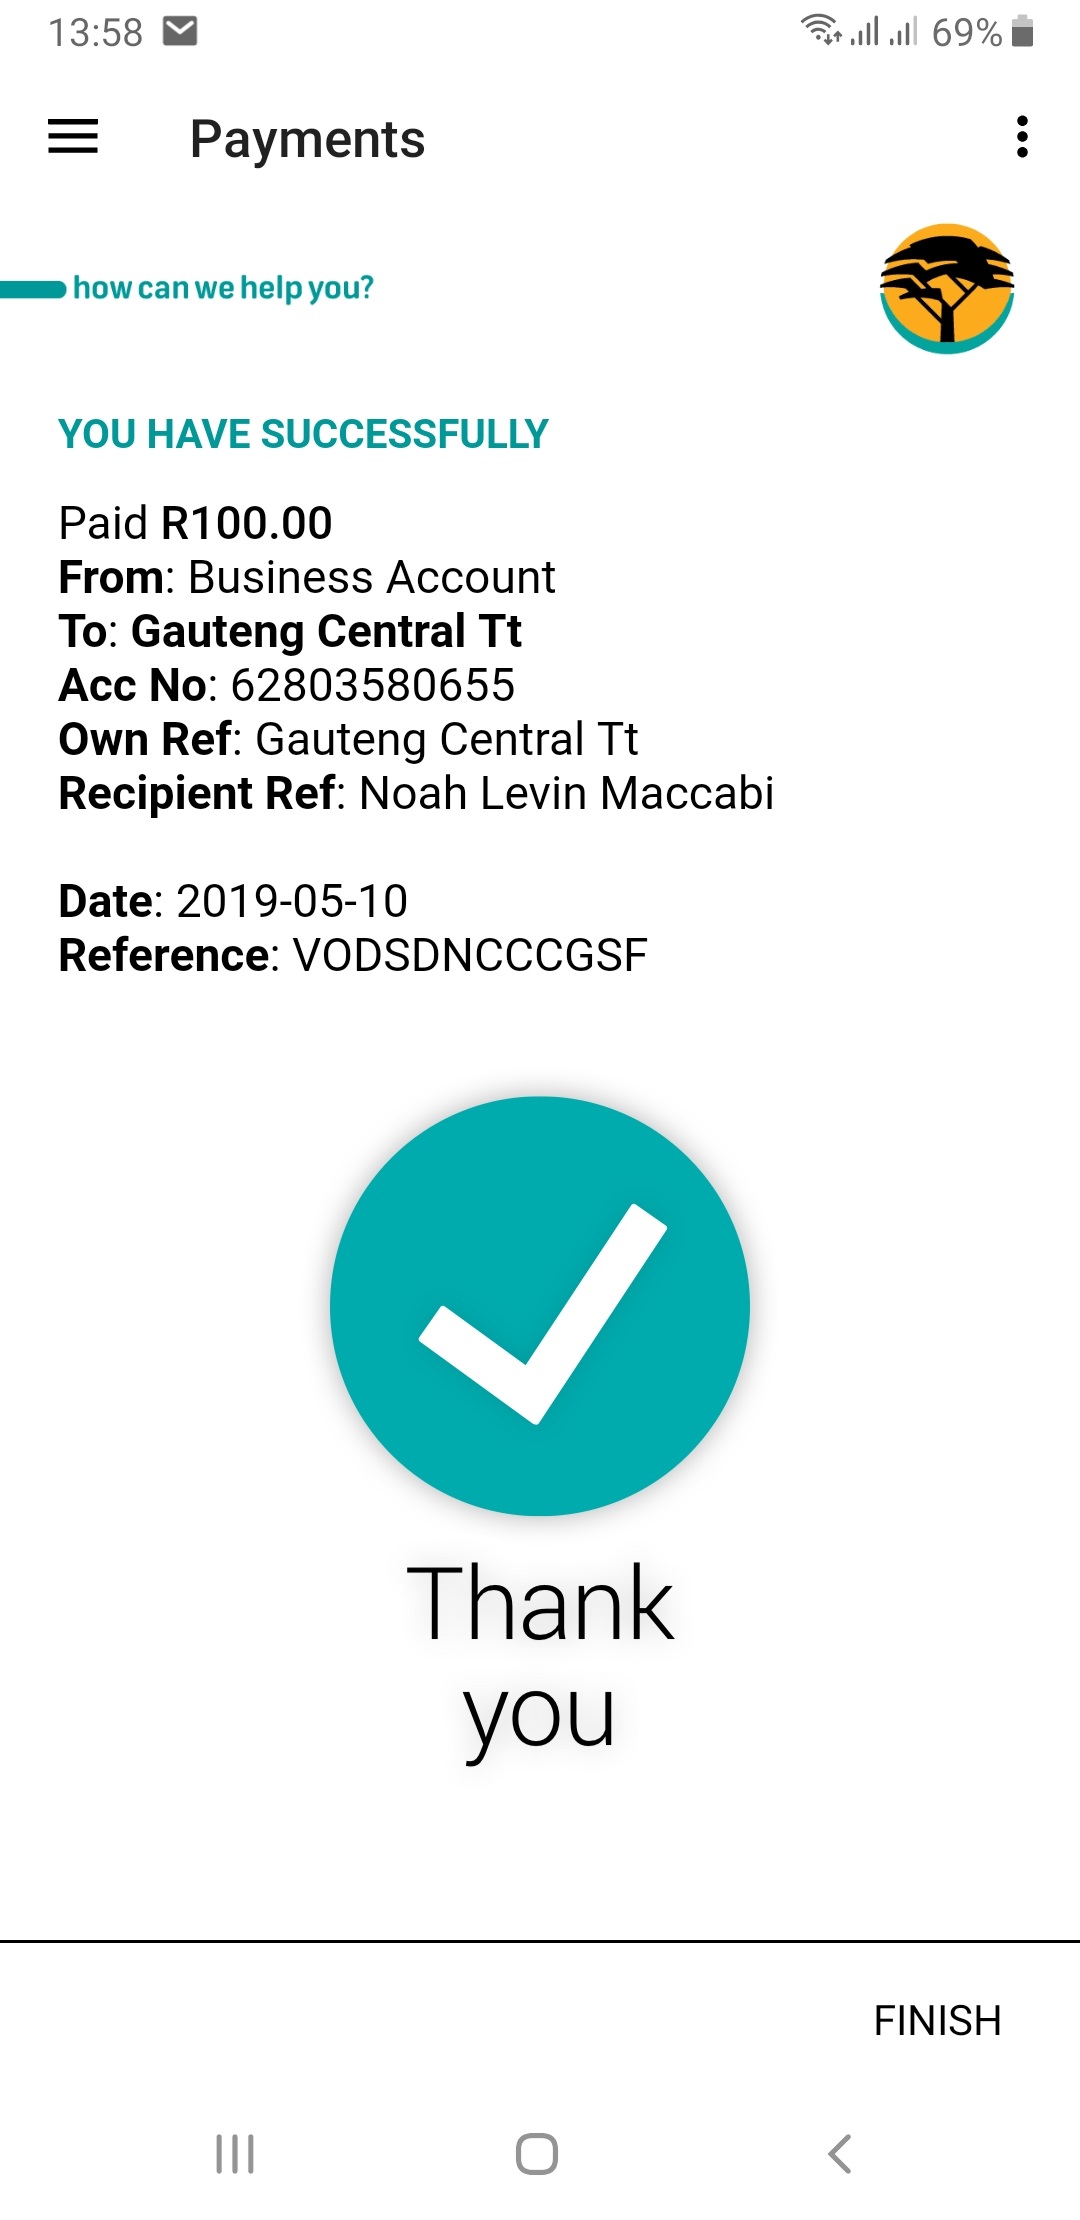 13:58 69%
Payments
how can we help you?
YOU HAVE SUCCESSFULLY
Paid R100.00
From: Business Account
To: Gauteng Central Tt
Acc No: 62803580655
Own Ref: Gauteng Central Tt
Recipient Ref: Noah Levin Maccabi
Date: 2019-05-10
Reference: VODSDNCCCGSF
Thank
you
FINISH